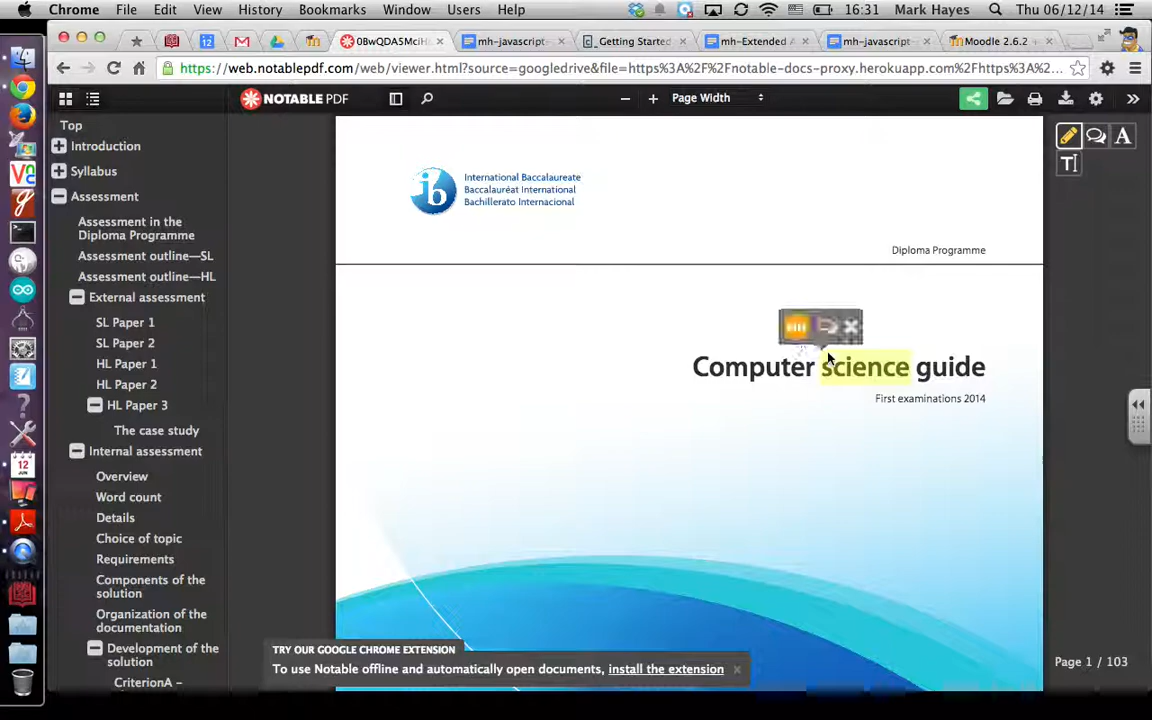 Chrome File Edit View History Bookmarks Window Users Help 16:31 Mark Hayes Thu 06/12/14
0BwQDA5MciH mh-javascript- Getting Started mh-Extended A mh-javascript- Moodle 2.6.2
https://web.notablepdf.com/web/viewer.html?source=googledrive&file=https%3A%2F%2Fnotable-docs-proxy.herokuapp.com%2Fhttps%3A%2F%2...
NOTABLE PDF Page Width
Top
Introduction
Syllabus
Assessment
Assessment in the
Diploma Programme
Assessment outline—SL
Assessment outline—HL
External assessment
SL Paper 1
SL Paper 2
HL Paper 1
HL Paper 2
HL Paper 3
The case study
Internal assessment
Overview
Word count
Details
Choice of topic
Requirements
Components of the
solution
Organization of the
documentation
Development of the
solution
CriterionA –
ib
International Baccalaureate
Baccalauréat International
Bachillerato Internacional
Diploma Programme
Computer science guide
First examinations 2014
TRY OUR GOOGLE CHROME EXTENSION
To use Notable offline and automatically open documents, install the extension
Page 1 / 103
A
T
12
12
JUN